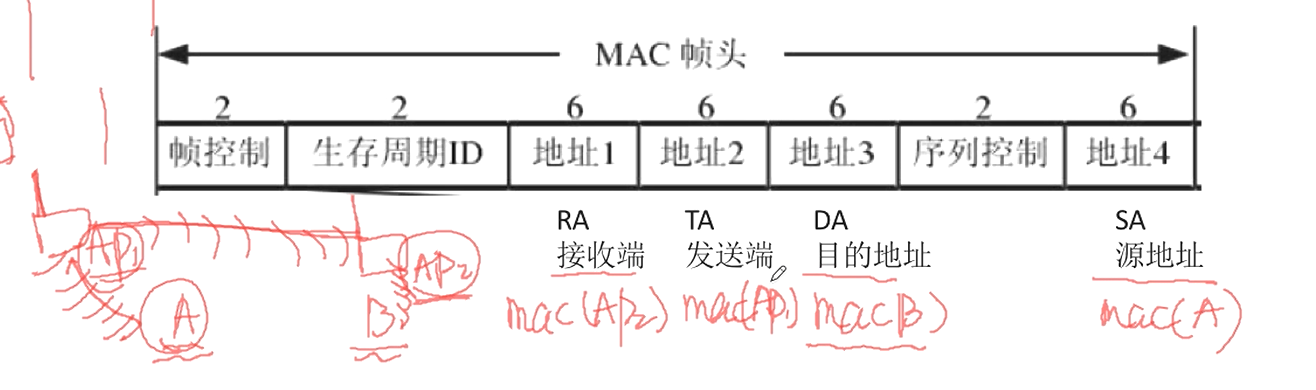 MAC 帧头
2 2 6 6 6 2 6
帧控制 生存周期ID 地址1 地址2 地址3 序列控制 地址4
RA TA DA SA
接收端 发送端 目的地址 源地址
AP1 AP2 mac(AP2) mac(AP1) mac(B) mac(A)
A B